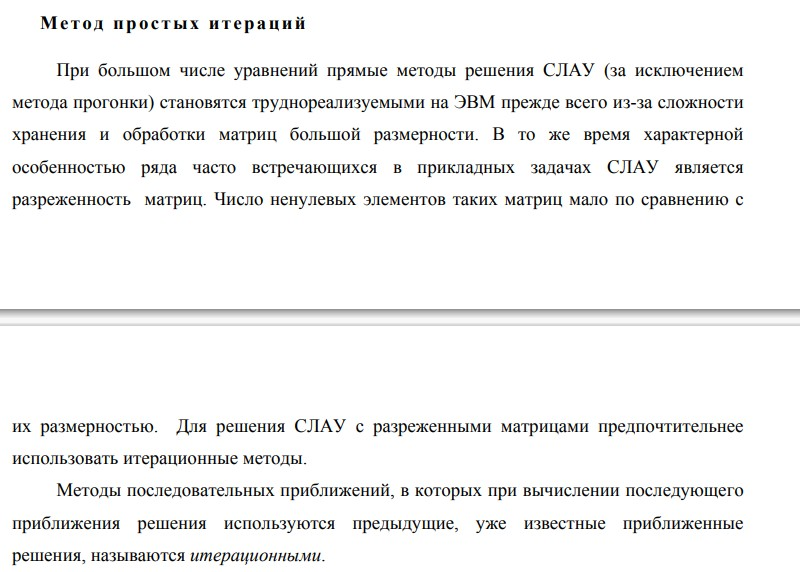 Метод простых итераций
При большом числе уравнений прямые методы решения СЛАУ (за исключением
метода прогонки) становятся труднореализуемыми на ЭВМ прежде всего из-за сложности
хранения и обработки матриц большой размерности. В то же время характерной
особенностью ряда часто встречающихся в прикладных задачах СЛАУ является
разреженность матриц. Число ненулевых элементов таких матриц мало по сравнению с
их размерностью. Для решения СЛАУ с разреженными матрицами предпочтительнее
использовать итерационные методы.
Методы последовательных приближений, в которых при вычислении последующего
приближения решения используются предыдущие, уже известные приближенные
решения, называются итерационными.